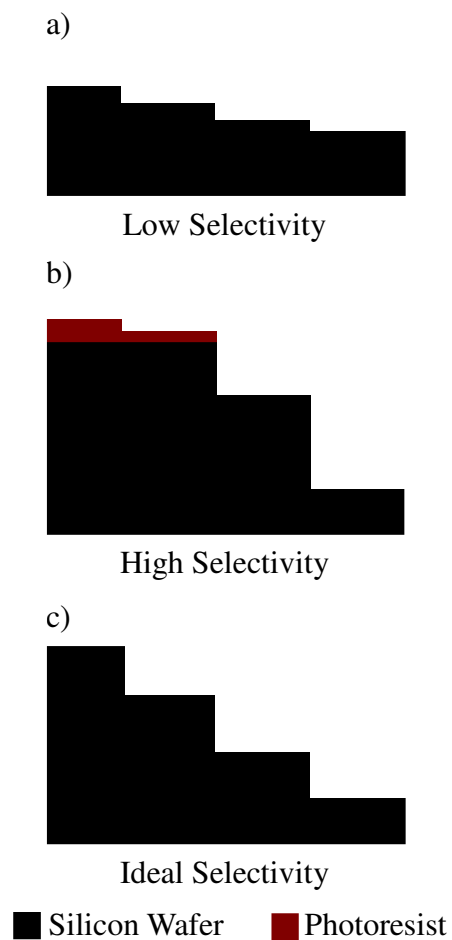 a)
Low Selectivity
b)
High Selectivity
c)
Ideal Selectivity
Silicon Wafer Photoresist